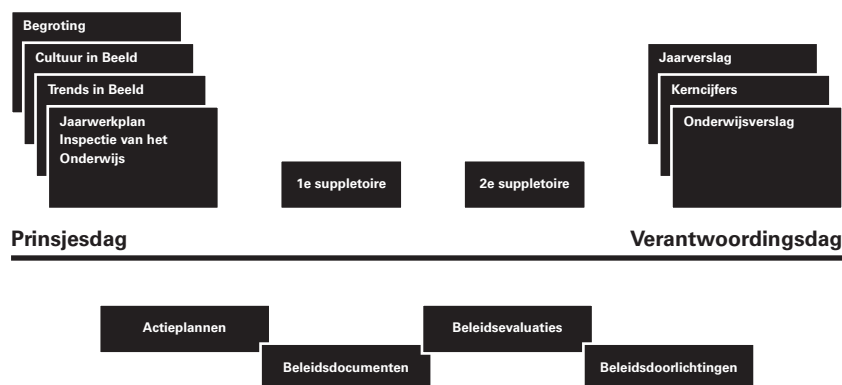 Begroting
Cultuur in Beeld
Trends in Beeld
Jaarwerkplan
Inspectie van het
Onderwijs
1e suppletoire
2e suppletoire
Jaarverslag
Kerncijfers
Onderwijsverslag
Prinsjesdag
Verantwoordingsdag
Actieplannen
Beleidsdocumenten
Beleidsevaluaties
Beleidsdoorlichtingen